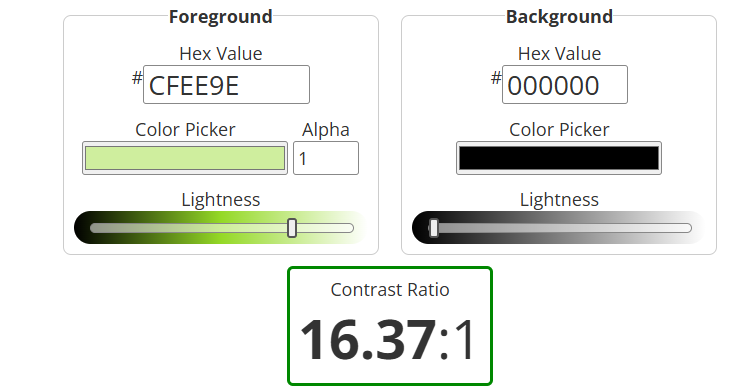 Foreground
Hex Value
#CFEE9E
Color Picker Alpha
1
Lightness
Background
Hex Value
#000000
Color Picker
Lightness
Contrast Ratio
16.37:1